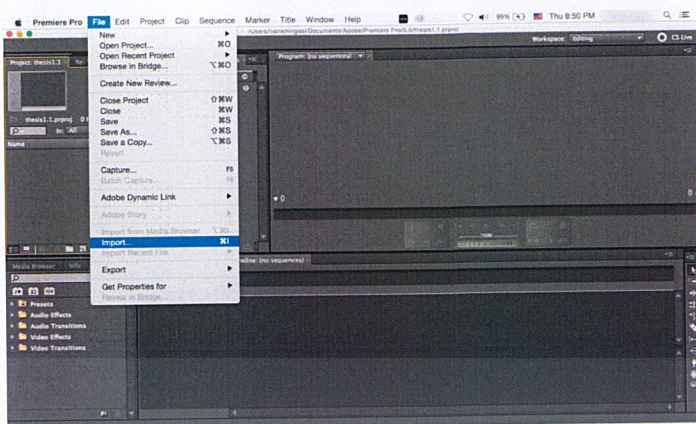 Premiere Pro File Edit Project Clip Sequence Marker Title Window Help 99% Thu 8:50 PM
Workspace: Editing CS Live
New
Open Project... ⌘O
Open Recent Project
Browse in Bridge... ⌥⌘O
Create New Review...
Close Project ⇧⌘W
Close ⌘W
Save ⌘S
Save As... ⇧⌘S
Save a Copy... ⌥⌘S
Revert
Capture... F5
Batch Capture... F6
Adobe Dynamic Link
Adobe Story
Import from Media Browser
Import... ⌘I
Import Recent File
Export
Get Properties for
Reveal in Bridge...
Project: thesis1.1
thesis1.1.prproj
In: All
Name
Program: (no sequences)
0
0
Media Browser Info
Timeline: (no sequences)
Presets
Audio Effects
Audio Transitions
Video Effects
Video Transitions